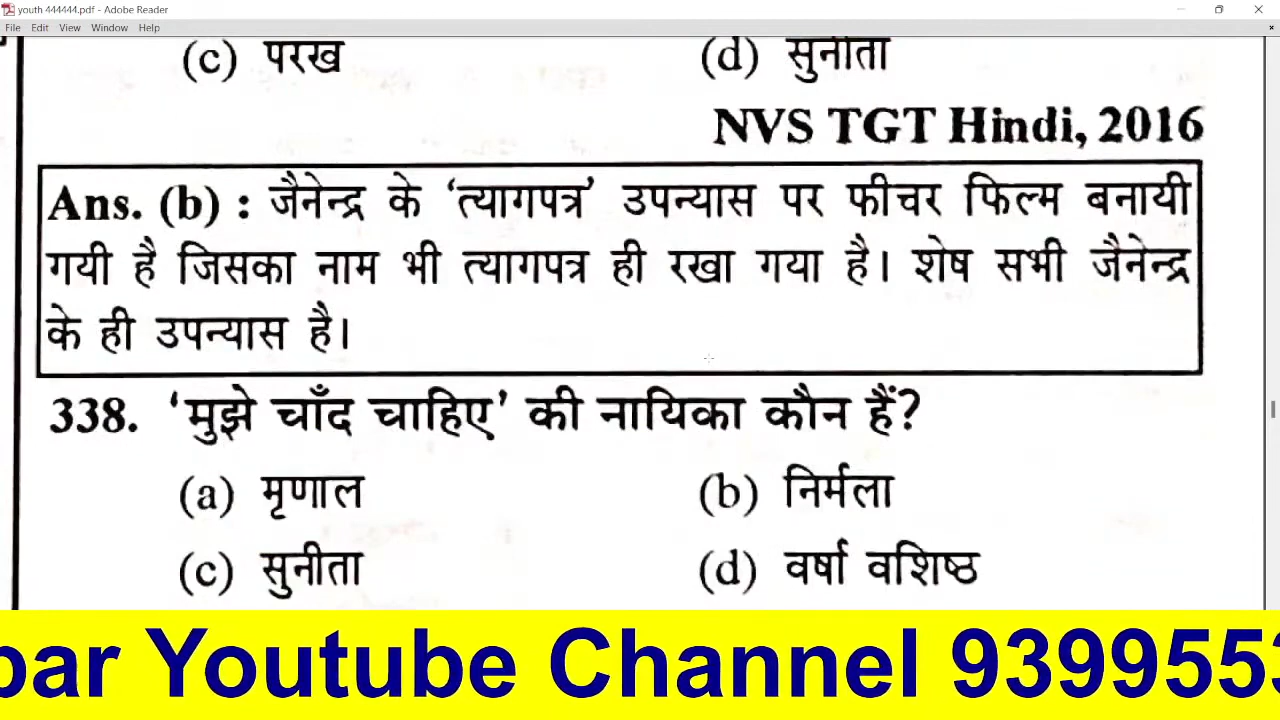 youth 444444.pdf - Adobe Reader
File Edit View Window Help
(c) परख (d) सुनीता
NVS TGT Hindi, 2016
Ans. (b) : जैनेन्द्र के ‘त्यागपत्र’ उपन्यास पर फीचर फिल्म बनायी
गयी है जिसका नाम भी त्यागपत्र ही रखा गया है। शेष सभी जैनेन्द्र
के ही उपन्यास है।
338. ‘मुझे चाँद चाहिए’ की नायिका कौन हैं?
(a) मृणाल (b) निर्मला
(c) सुनीता (d) वर्षा वशिष्ठ
Youtube Channel 939955